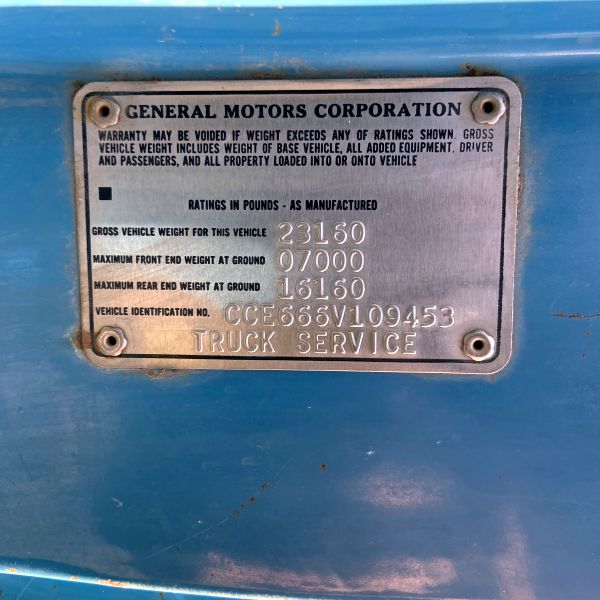 GENERAL MOTORS CORPORATION
WARRANTY MAY BE VOIDED IF WEIGHT EXCEEDS ANY OF RATINGS SHOWN. GROSS
VEHICLE WEIGHT INCLUDES WEIGHT OF BASE VEHICLE, ALL ADDED EQUIPMENT, DRIVER
AND PASSENGERS, AND ALL PROPERTY LOADED INTO OR ONTO VEHICLE
RATINGS IN POUNDS - AS MANUFACTURED
GROSS VEHICLE WEIGHT FOR THIS VEHICLE 23160
MAXIMUM FRONT END WEIGHT AT GROUND 07000
MAXIMUM REAR END WEIGHT AT GROUND 16160
VEHICLE IDENTIFICATION NO. CCE666V109453
TRUCK SERVICE